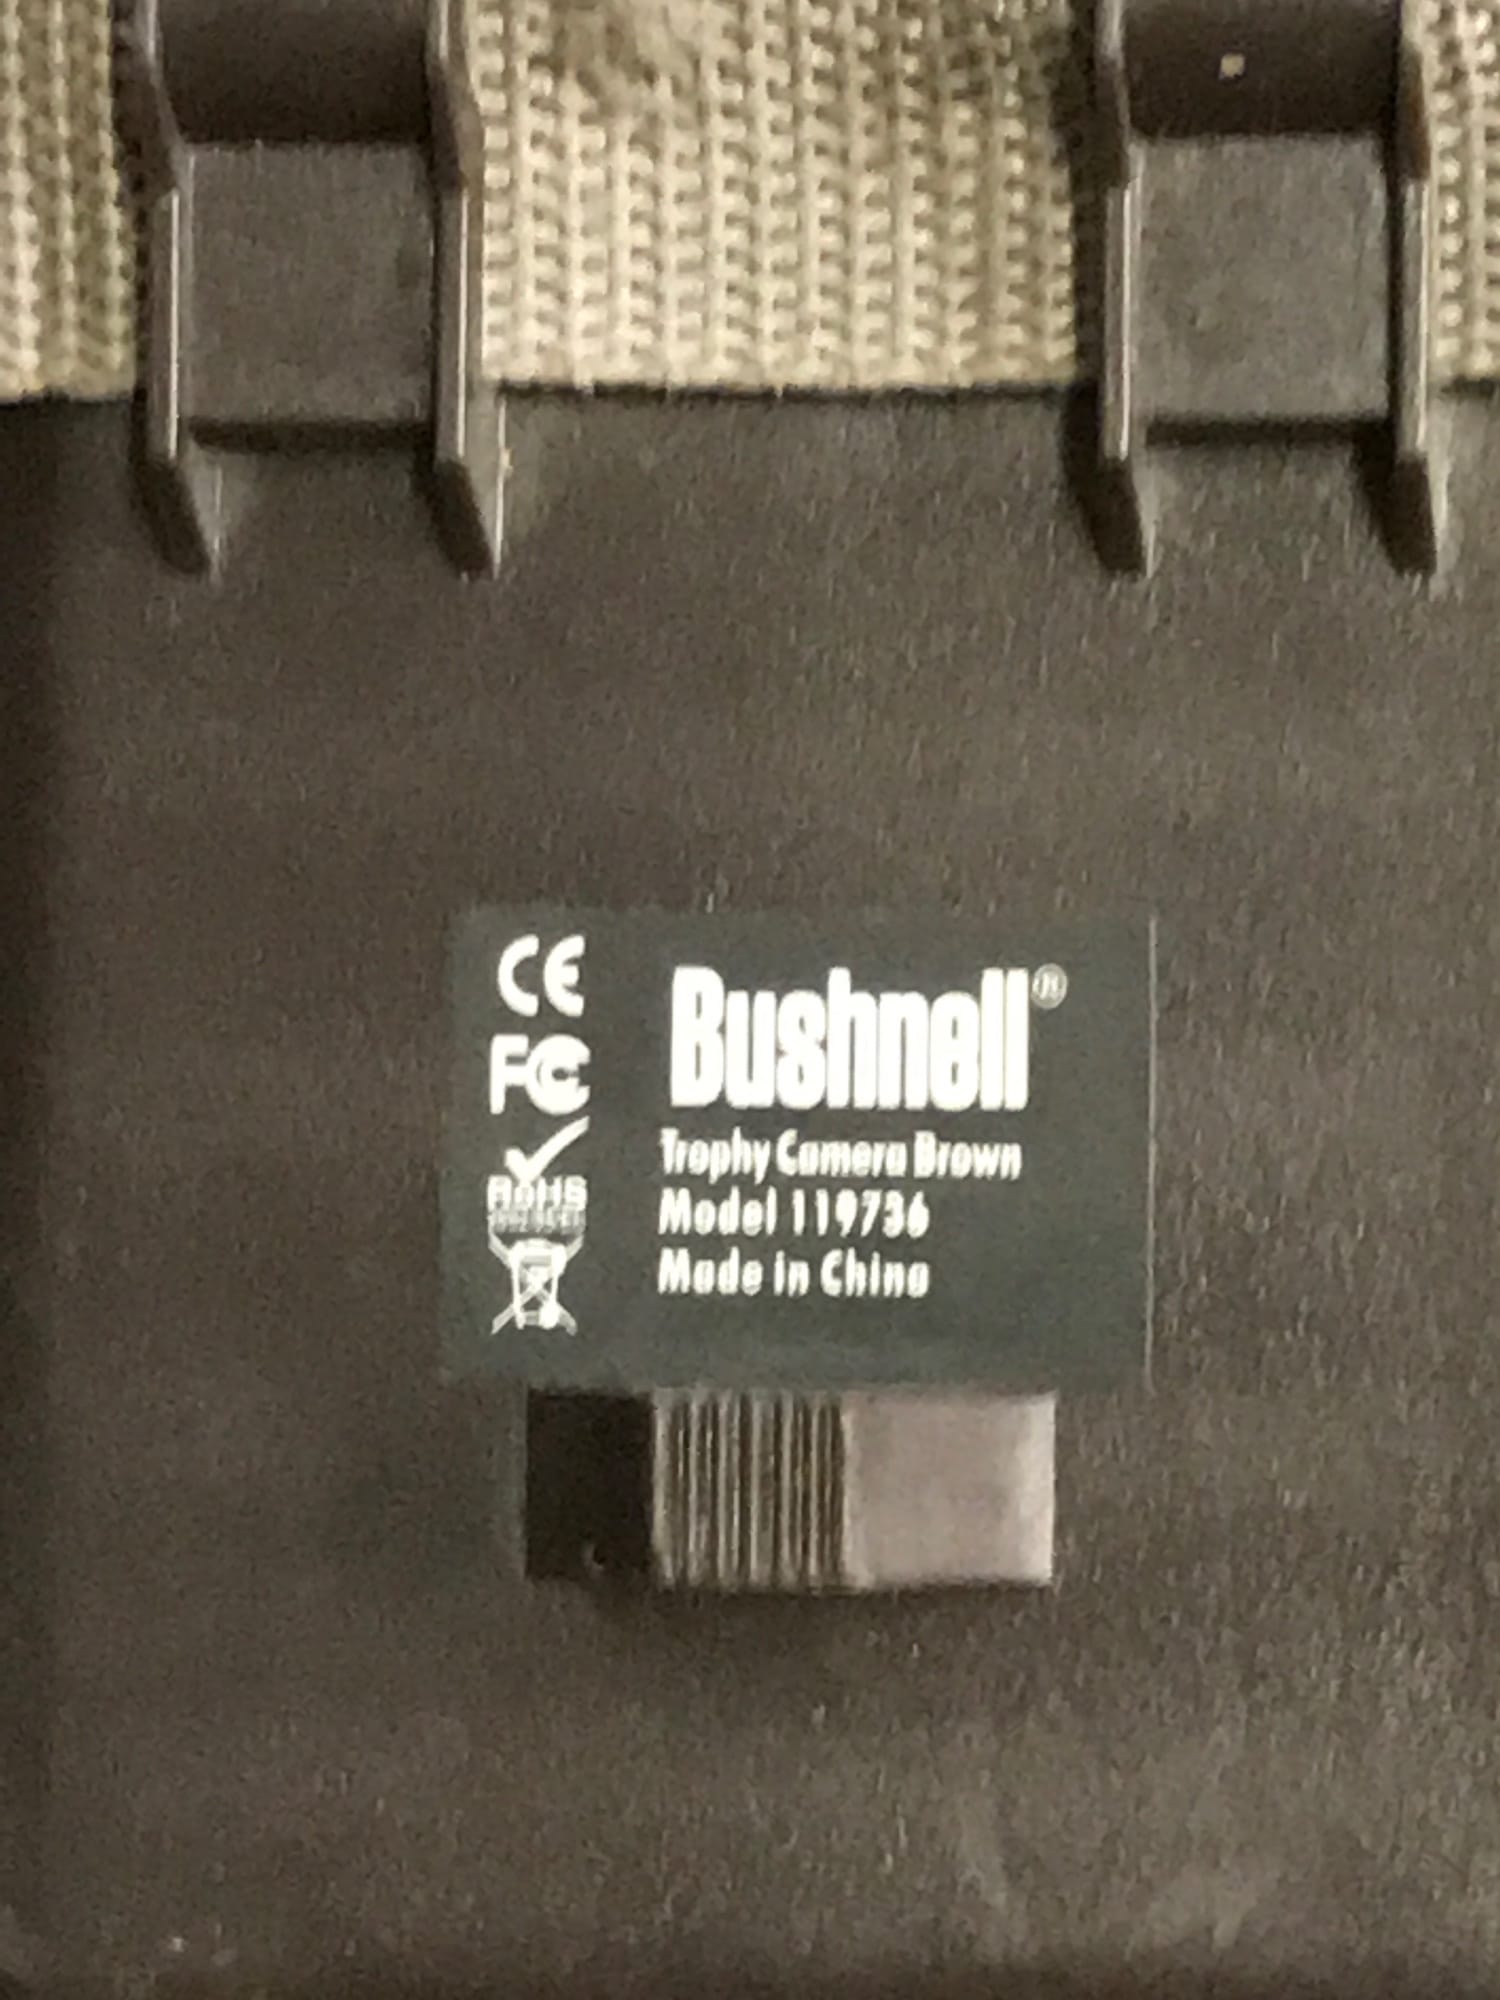 CE
FC
RoHS
Bushnell®
Trophy Camera Brown
Model 119736
Made in China